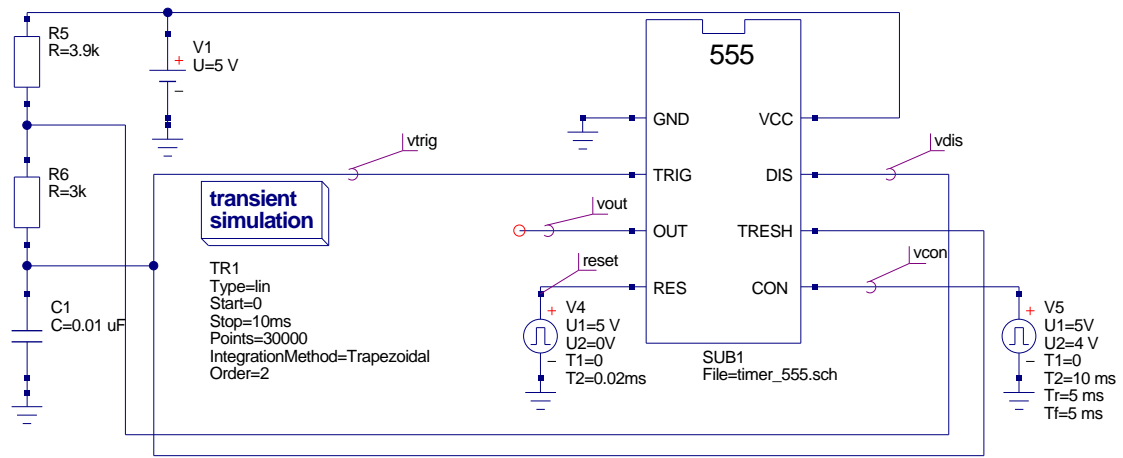 R5
R=3.9k
V1
U=5 V
555
GND
VCC
vtrig
vdis
R6
R=3k
TRIG
DIS
transient
simulation
vout
OUT
TRESH
reset
vcon
RES
CON
TR1
Type=lin
Start=0
Stop=10ms
Points=30000
IntegrationMethod=Trapezoidal
Order=2
C1
C=0.01 uF
V4
U1=5 V
U2=0V
T1=0
T2=0.02ms
SUB1
File=timer_555.sch
V5
U1=5V
U2=4 V
T1=0
T2=10 ms
Tr=5 ms
Tf=5 ms